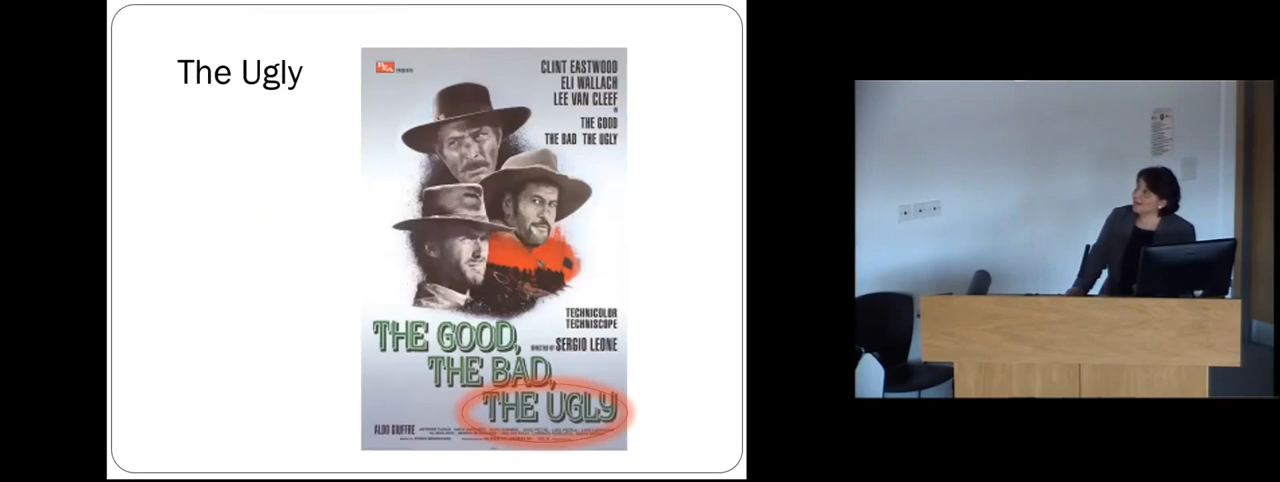 The Ugly
CLINT EASTWOOD
ELI WALLACH
LEE VAN CLEEF
IN
THE GOOD
THE BAD THE UGLY
TECHNICOLOR
TECHNISCOPE
DIRECTED BY SERGIO LEONE
THE GOOD,
THE BAD,
THE UGLY
ALDO GIUFFRE